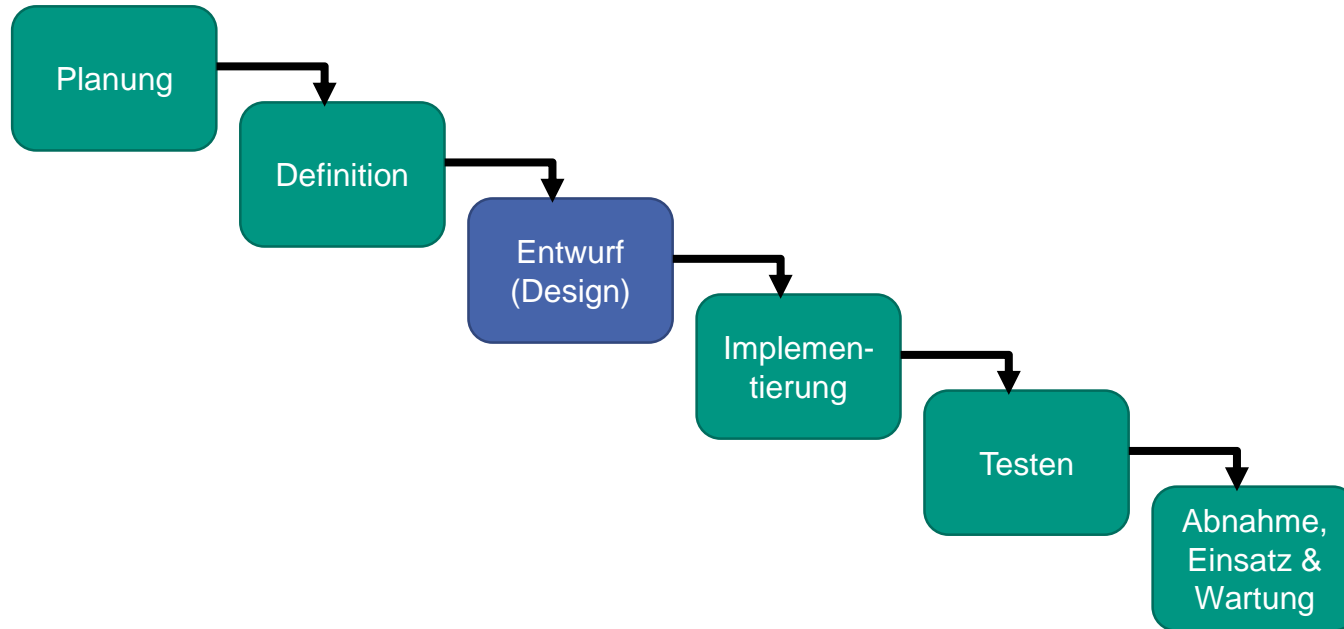 Planung
Definition
Entwurf
(Design)
Implemen-
tierung
Testen
Abnahme,
Einsatz &
Wartung